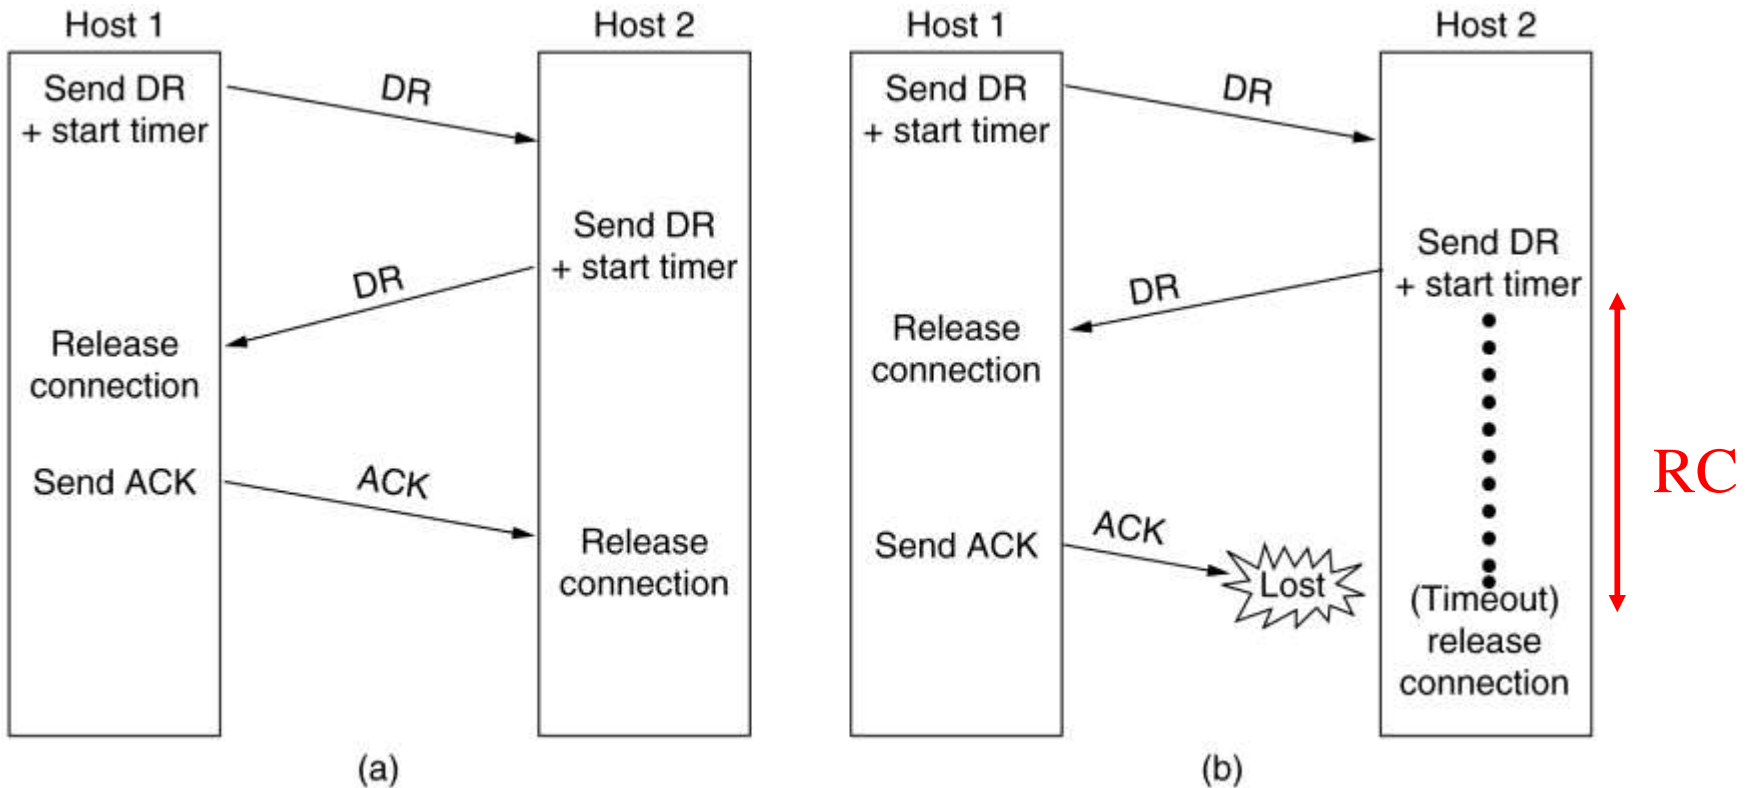 Host 1
Host 2
Send DR
+ start timer
DR
Send DR
+ start timer
DR
Release
connection
Send ACK
ACK
Release
connection
(a)
Host 1
Host 2
Send DR
+ start timer
DR
Send DR
+ start timer
DR
Release
connection
RC
Send ACK
ACK
Lost
(Timeout)
release
connection
(b)